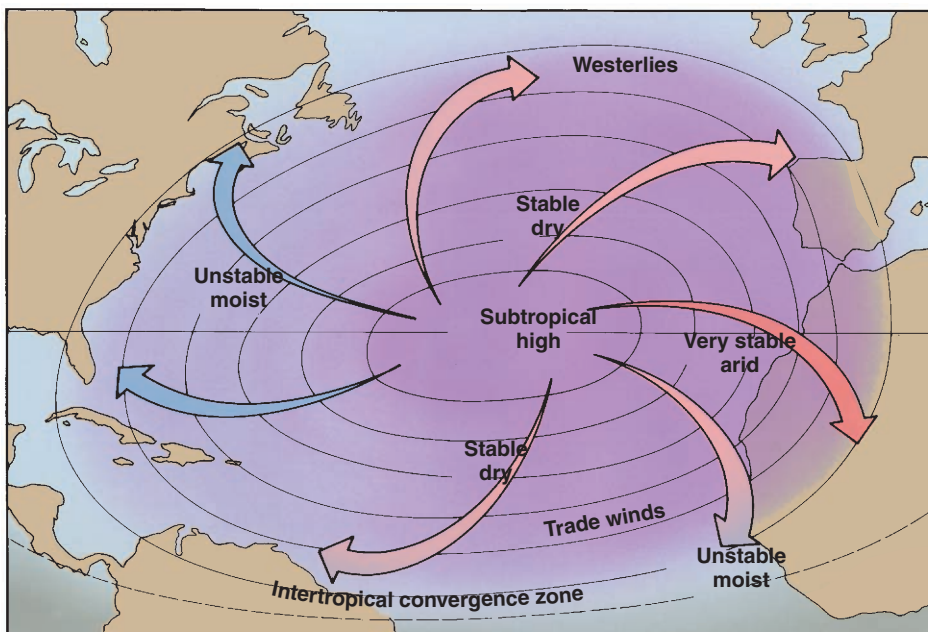 Westerlies
Stable
dry
Unstable
moist
Subtropical
high
Very stable
arid
Stable
dry
Trade winds
Unstable
moist
Intertropical convergence zone